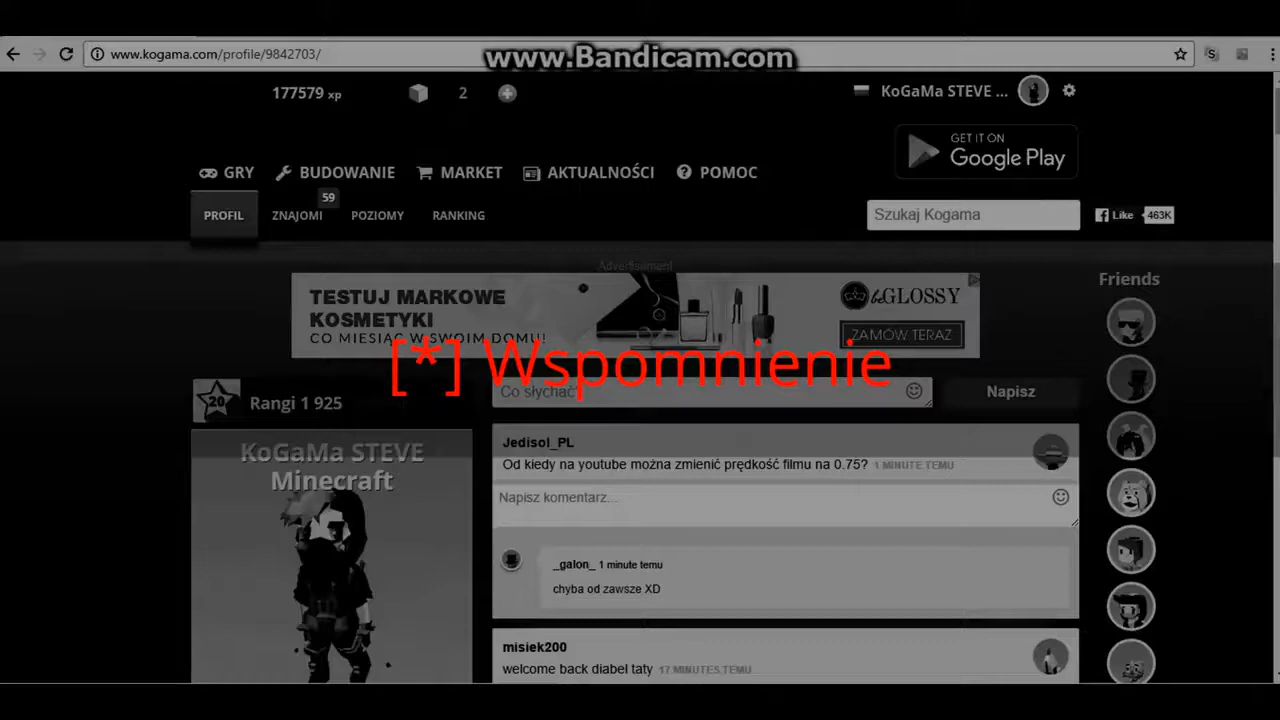 www.kogama.com/profile/9842703/
www.Bandicam.com
S
177579 xp
2
KoGaMa STEVE ...
GET IT ON
Google Play
GRY
BUDOWANIE
MARKET
AKTUALNOŚCI
POMOC
PROFIL
ZNAJOMI
59
POZIOMY
RANKING
Szukaj Kogama
Like
463K
Advertisement
TESTUJ MARKOWE
KOSMETYKI
CO MIESIĄC W SWOIM DOMU!
beGLOSSY
ZAMÓW TERAZ
Friends
[*] Wspomnienie
20
Rangi 1 925
Co słychać
Napisz
KoGaMa STEVE
Minecraft
Jedisol_PL
Od kiedy na youtube można zmienić prędkość filmu na 0.75? 1 MINUTE TEMU
Napisz komentarz...
_galon_ 1 minute temu
chyba od zawsze XD
misiek200
welcome back diabeł taty 17 MINUTES TEMU